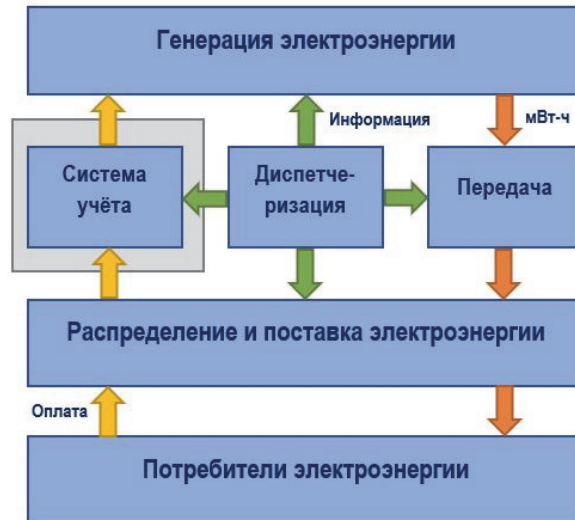 Генерация электроэнергии
Информация
мВт-ч
Система
учёта
Диспетче-
ризация
Передача
Распределение и поставка электроэнергии
Оплата
Потребители электроэнергии